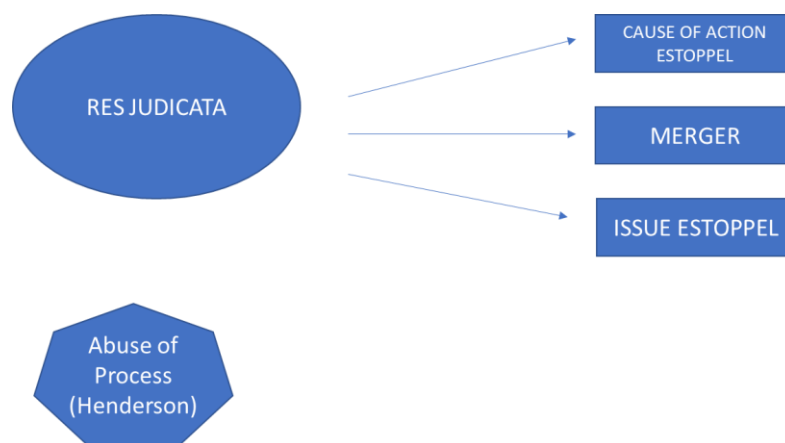 CAUSE OF ACTION
ESTOPPEL
RES JUDICATA
MERGER
ISSUE ESTOPPEL
Abuse of
Process
(Henderson)